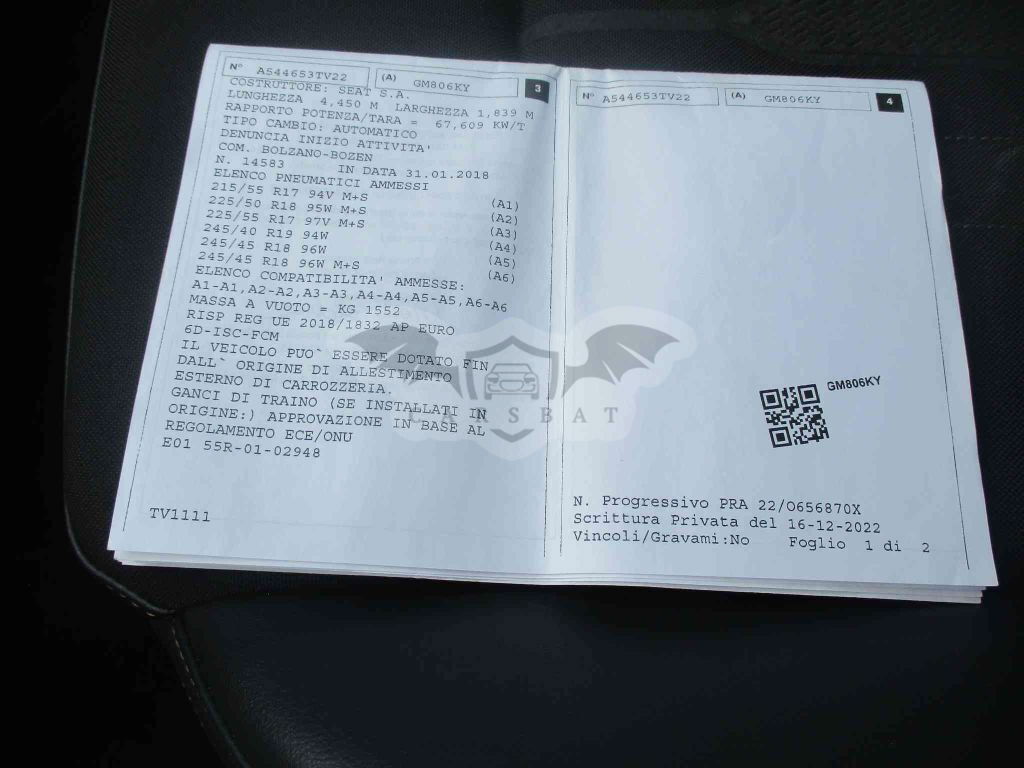 N° A544653TV22 (A) GM806KY 3
COSTRUTTORE: SEAT S.A.
LUNGHEZZA 4,450 M LARGHEZZA 1,839 M
RAPPORTO POTENZA/TARA = 67,609 KW/T
TIPO CAMBIO: AUTOMATICO
DENUNCIA INIZIO ATTIVITA'
COM. BOLZANO-BOZEN
N. 14583 IN DATA 31.01.2018
ELENCO PNEUMATICI AMMESSI
215/55 R17 94V M+S (A1)
225/50 R18 95W M+S (A2)
225/55 R17 97V M+S (A3)
245/40 R19 94W (A4)
245/45 R18 96W (A5)
245/45 R18 96W M+S (A6)
ELENCO COMPATIBILITA' AMMESSE:
A1-A1,A2-A2,A3-A3,A4-A4,A5-A5,A6-A6
MASSA A VUOTO = KG 1552
RISP REG UE 2018/1832 AP EURO
6D-ISC-FCM
IL VEICOLO PUO` ESSERE DOTATO FIN
DALL` ORIGINE DI ALLESTIMENTO
ESTERNO DI CARROZZERIA.
GANCI DI TRAINO (SE INSTALLATI IN
ORIGINE:) APPROVAZIONE IN BASE AL
REGOLAMENTO ECE/ONU
E01 55R-01-02948
TV1111
N° A544653TV22 (A) GM806KY 4
GM806KY
N. Progressivo PRA 22/O656870X
Scrittura Privata del 16-12-2022
Vincoli/Gravami:No Foglio 1 di 2
CARSBAT